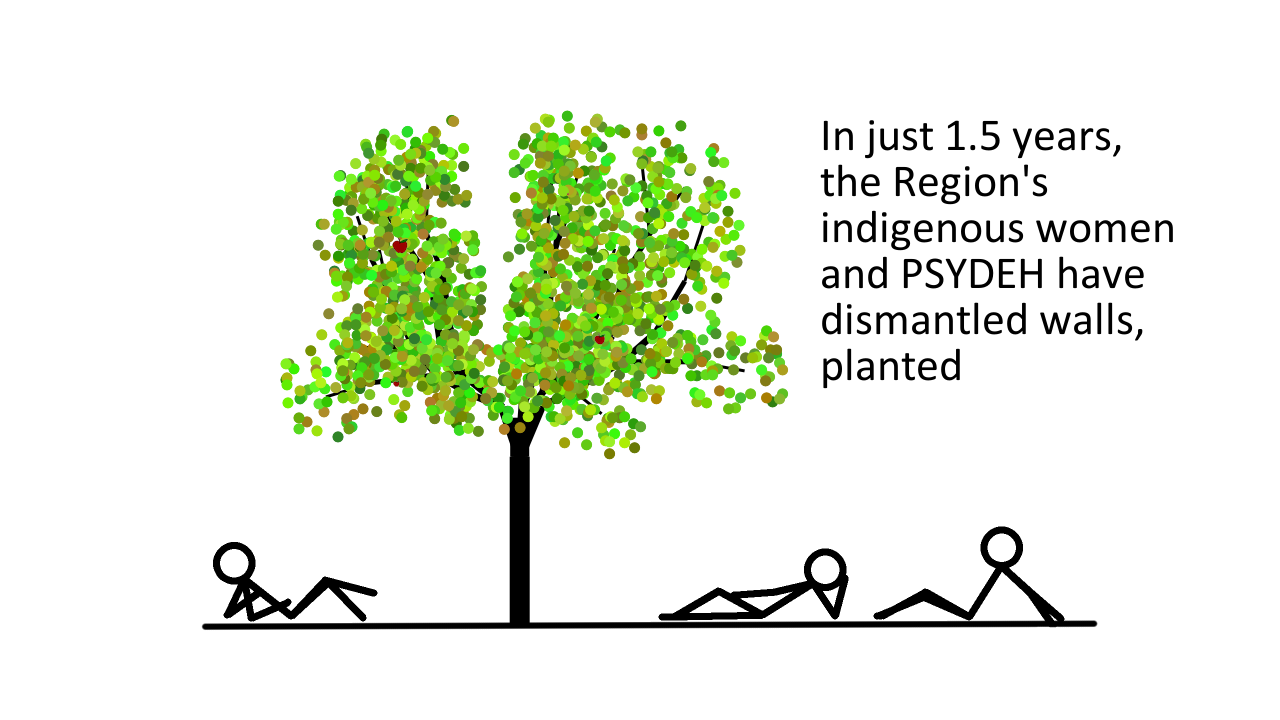 In just 1.5 years,
the Region's
indigenous women
and PSYDEH have
dismantled walls,
planted